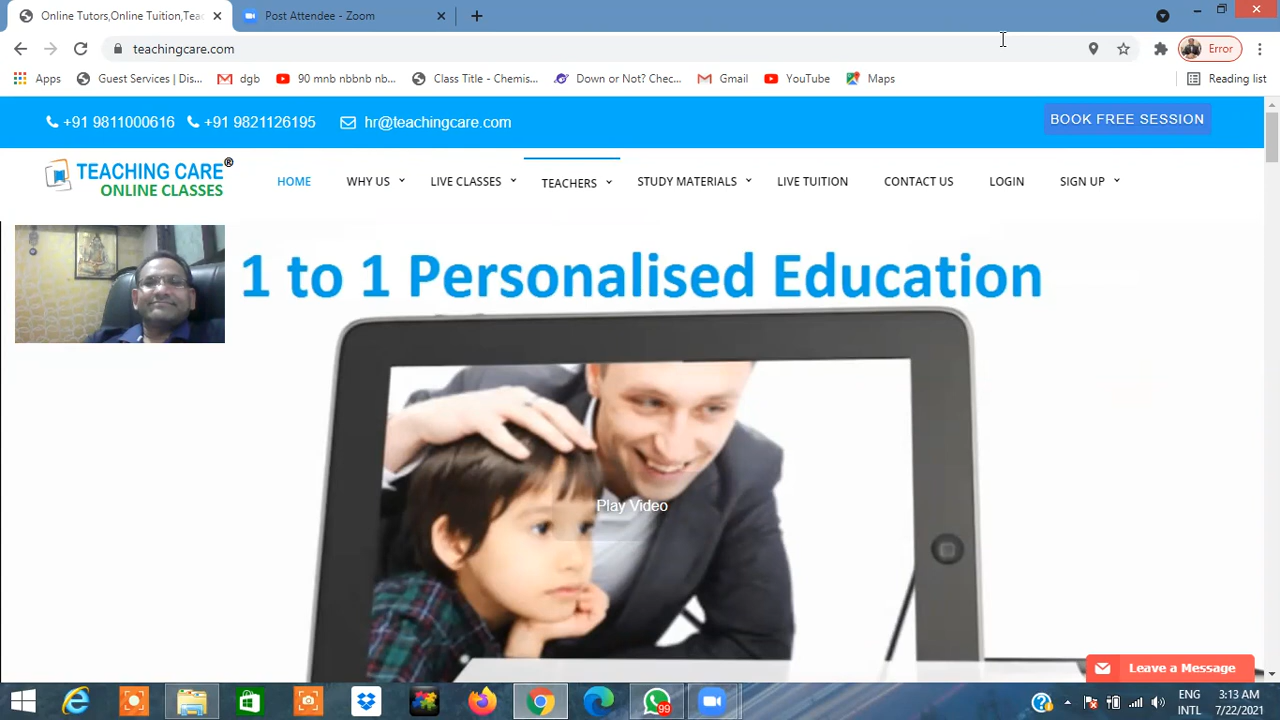 Online Tutors,Online Tuition,Teac
Post Attendee - Zoom
teachingcare.com
Error
Apps
Guest Services | Dis...
dgb
90 mnb nbbnb nb...
Class Title - Chemis...
Down or Not? Chec...
Gmail
YouTube
Maps
Reading list
+91 9811000616
+91 9821126195
hr@teachingcare.com
BOOK FREE SESSION
TEACHING CARE®
ONLINE CLASSES
HOME
WHY US
LIVE CLASSES
TEACHERS
STUDY MATERIALS
LIVE TUITION
CONTACT US
LOGIN
SIGN UP
1 to 1 Personalised Education
Play Video
Leave a Message
99
ENG
INTL
3:13 AM
7/22/2021